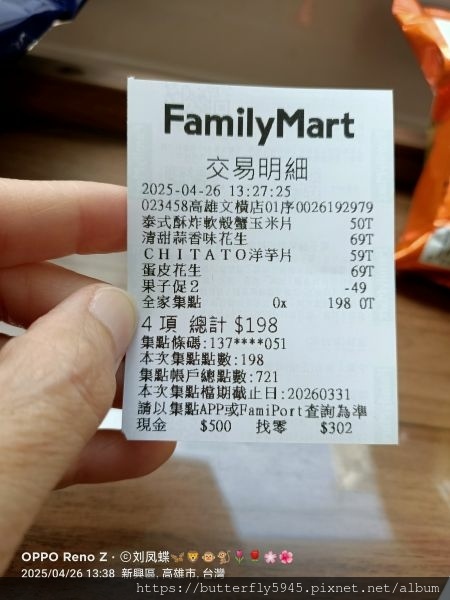 FamilyMart
交易明細
2025-04-26 13:27:25
023458高雄文橫店01序0026192979
泰式酥炸軟殼蟹玉米片 50T
清甜蒜香味花生 69T
CHITATO洋芋片 59T
蛋皮花生 69T
果子促2 -49
全家集點 0x 198 0T
4 項 總計 $198
集點條碼:137****051
本次集點點數:198
集點帳戶總點數:721
本次集點檔期截止日:20260331
請以集點APP或FamiPort查詢為準
現金 $500 找零 $302
OPPO Reno Z · ©刘凤蝶🦋🦁🐵🐒🌷🌹🌸🌺
2025/04/26 13:38 新興區, 高雄市, 台灣
https://butterfly5945.pixnet.net/album